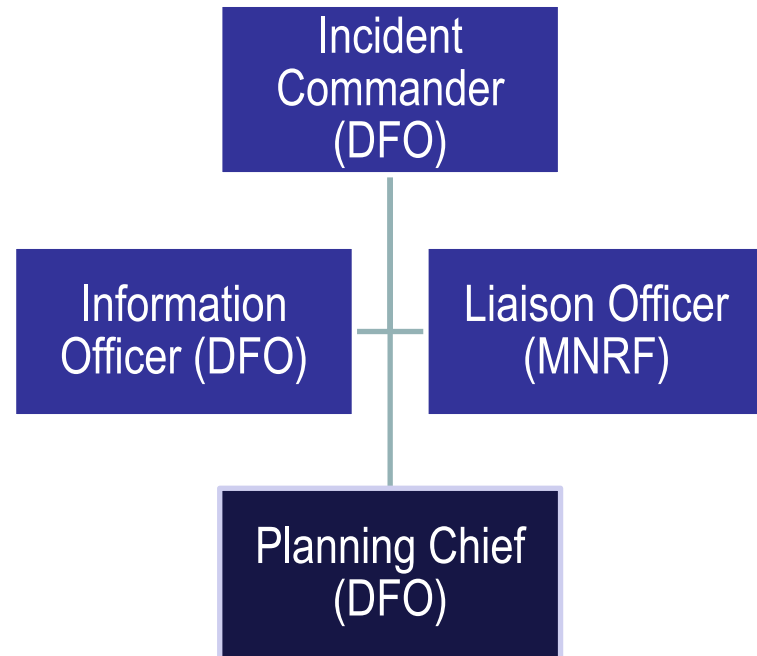 Incident
Commander
(DFO)
Information
Officer (DFO)
Liaison Officer
(MNRF)
Planning Chief
(DFO)